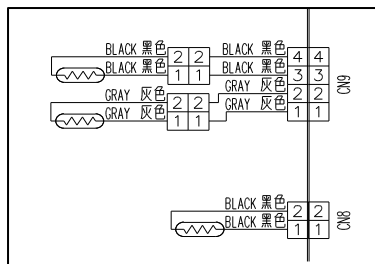 BLACK 黑色 2 2 BLACK 黑色 4 4
BLACK 黑色 1 1 BLACK 黑色 3 3
GRAY 灰色 2 2 GRAY 灰色 2 2
GRAY 灰色 1 1 GRAY 灰色 1 1
CN9
BLACK 黑色 2 2
BLACK 黑色 1 1
CN8